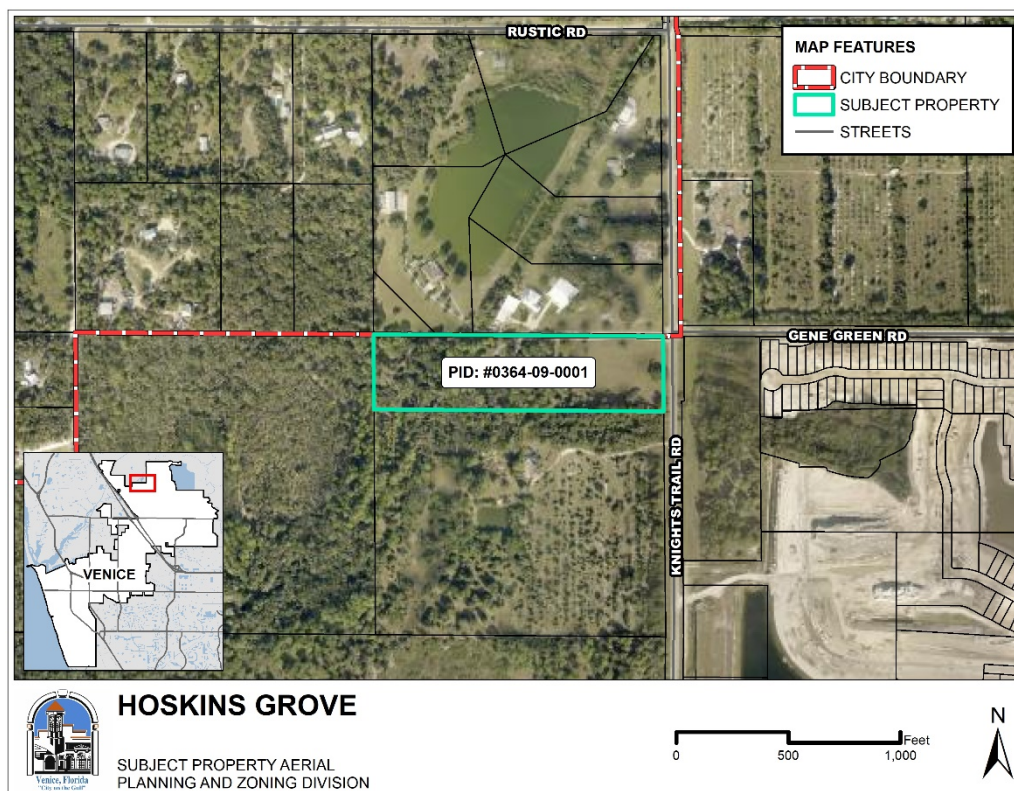 RUSTIC RD
MAP FEATURES
CITY BOUNDARY
SUBJECT PROPERTY
STREETS
GENE GREEN RD
PID: #0364-09-0001
KNIGHTS TRAIL RD
VENICE
HOSKINS GROVE
SUBJECT PROPERTY AERIAL
PLANNING AND ZONING DIVISION
Venice, Florida
"City on the Gulf"
Feet
0 500 1,000
N